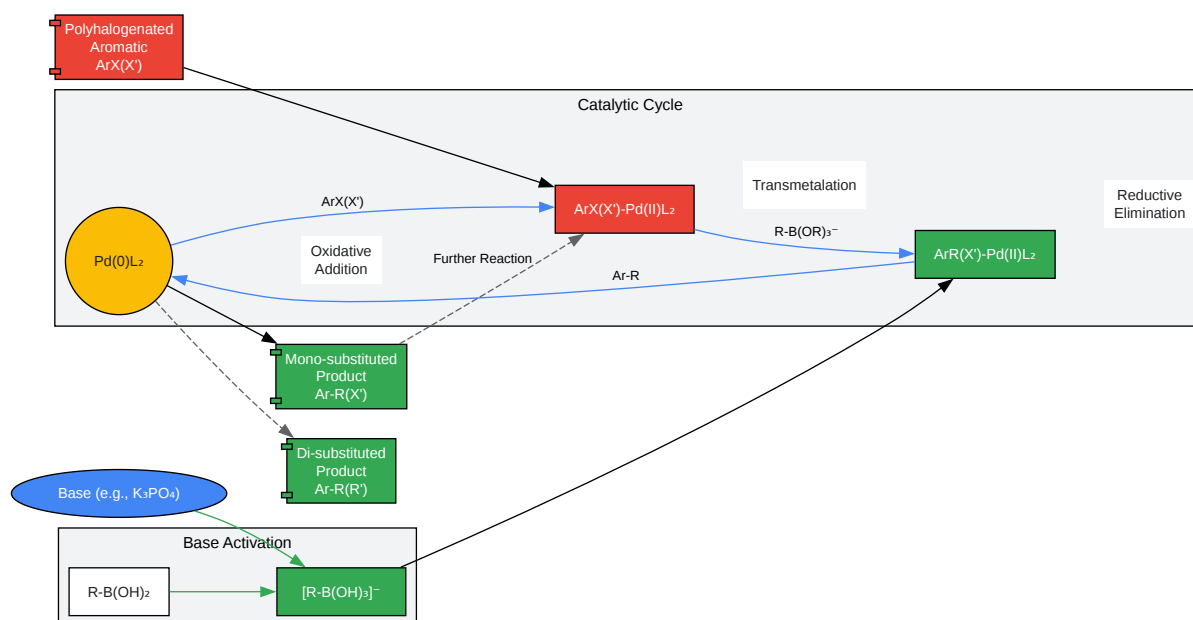 Polyhalogenated
Aromatic
ArX(X')
Catalytic Cycle
Transmetalation
Reductive
Elimination
ArX(X')
ArX(X')-Pd(II)L₂
R-B(OR)₃⁻
Pd(0)L₂
Oxidative
Addition
Further Reaction
ArR(X')-Pd(II)L₂
Ar-R
Mono-substituted
Product
Ar-R(X')
Di-substituted
Product
Ar-R(R')
Base (e.g., K₃PO₄)
Base Activation
R-B(OH)₂
[R-B(OH)₃]⁻